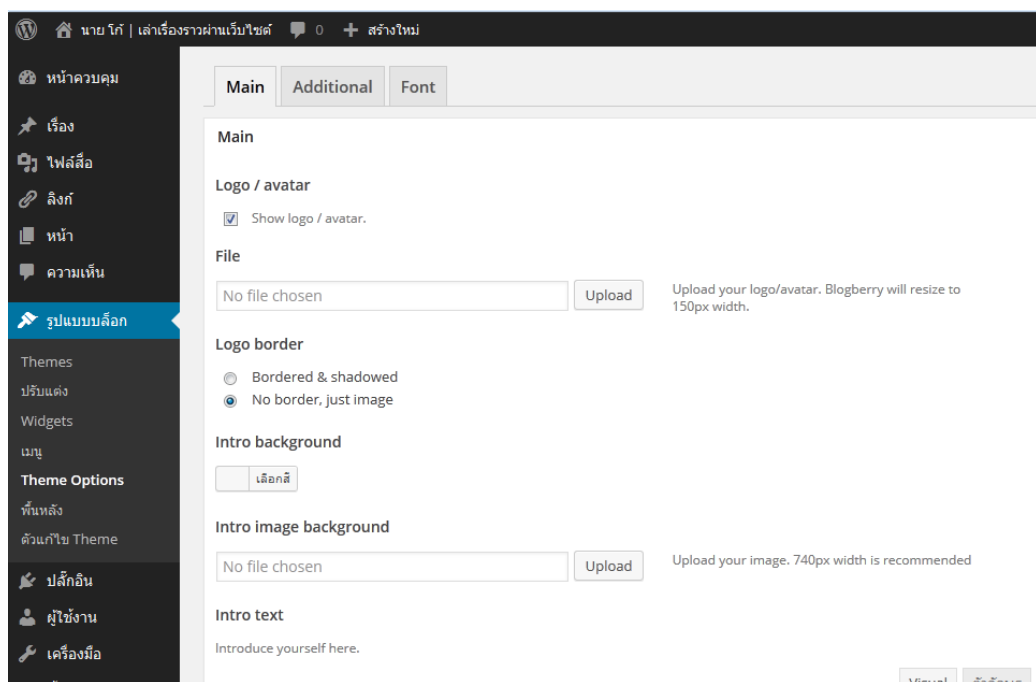 นาย โก้ | เล่าเรื่องราวผ่านเว็บไซต์ 0 สร้างใหม่
หน้าควบคุม
เรื่อง
ไฟล์สื่อ
ลิงก์
หน้า
ความเห็น
รูปแบบบล็อก
Themes
ปรับแต่ง
Widgets
เมนู
Theme Options
พื้นหลัง
ตัวแก้ไข Theme
ปลั๊กอิน
ผู้ใช้งาน
เครื่องมือ
Main Additional Font
Main
Logo / avatar
Show logo / avatar.
File
No file chosen Upload Upload your logo/avatar. Blogberry will resize to
150px width.
Logo border
Bordered & shadowed
No border, just image
Intro background
เลือกสี
Intro image background
No file chosen Upload Upload your image. 740px width is recommended
Intro text
Introduce yourself here.
Visual